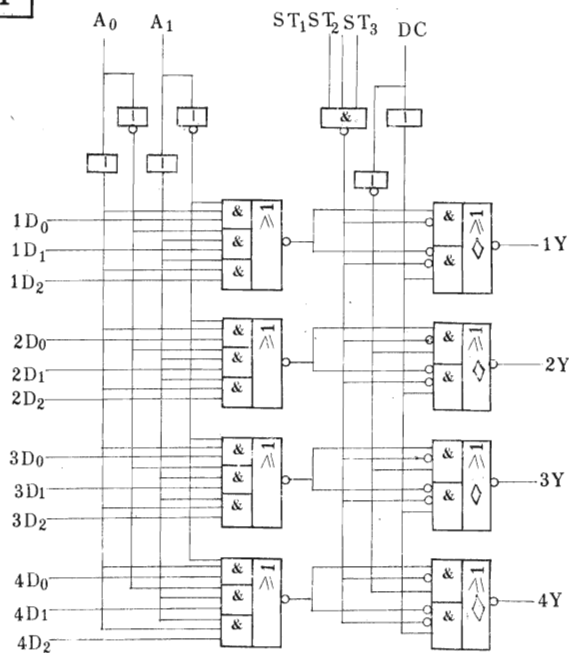 A0 A1 ST1 ST2 ST3 DC
1 1 & 1
1 1 1
1D0 & ≥1 & ≥1
1D1 & & ◇ 1Y
1D2 &
2D0 & ≥1 & ≥1
2D1 & & ◇ 2Y
2D2 &
3D0 & ≥1 & ≥1
3D1 & & ◇ 3Y
3D2 &
4D0 & ≥1 & ≥1
4D1 & & ◇ 4Y
4D2 &